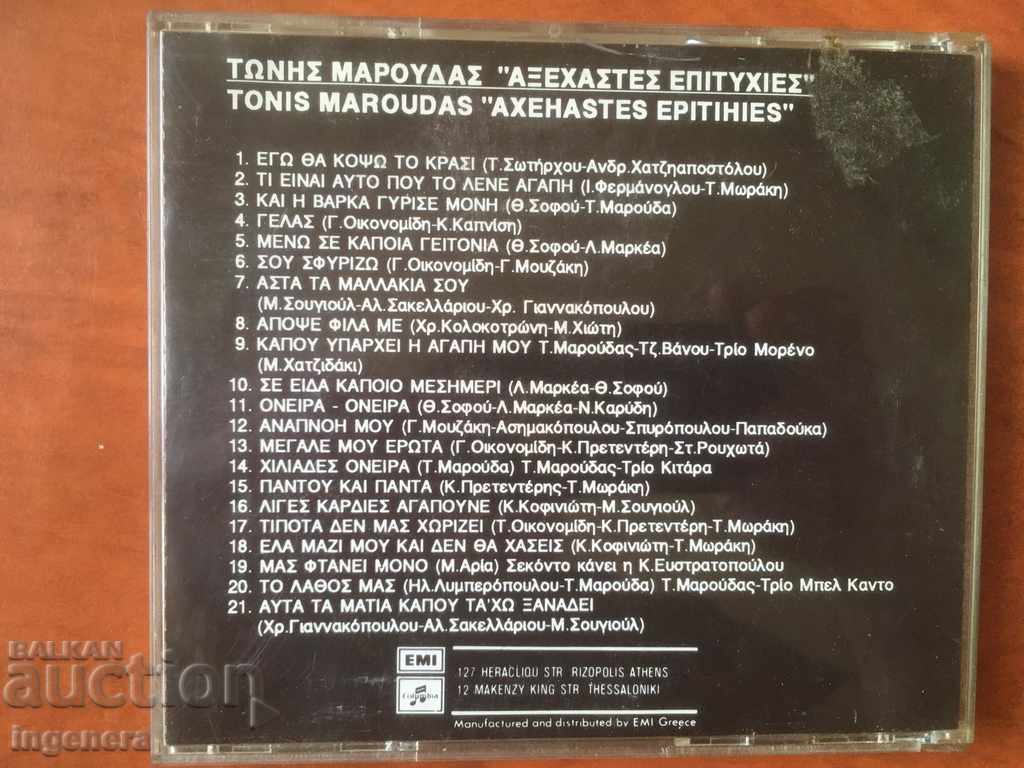 ΤΩΝΗΣ ΜΑΡΟΥΔΑΣ "ΑΞΕΧΑΣΤΕΣ ΕΠΙΤΥΧΙΕΣ"
TONIS MAROUDAS "AXEHASTES EPITIHIES"
1. ΕΓΩ ΘΑ ΚΟΨΩ ΤΟ ΚΡΑΣΙ (Τ.Σωτήρχου-Ανδρ.Χατζηαποστόλου)
2. ΤΙ ΕΙΝΑΙ ΑΥΤΟ ΠΟΥ ΤΟ ΛΕΝΕ ΑΓΑΠΗ (Ι.Φερμάνογλου-Τ.Μωράκη)
3. ΚΑΙ Η ΒΑΡΚΑ ΓΥΡΙΣΕ ΜΟΝΗ (Θ.Σοφού-Τ.Μαρούδα)
4. ΓΕΛΑΣ (Γ.Οικονομίδη-Κ.Καπνίση)
5. ΜΕΝΩ ΣΕ ΚΑΠΟΙΑ ΓΕΙΤΟΝΙΑ (Θ.Σοφού-Λ.Μαρκέα)
6. ΣΟΥ ΣΦΥΡΙΖΩ (Γ.Οικονομίδη-Γ.Μουζάκη)
7. ΑΣΤΑ ΤΑ ΜΑΛΛΑΚΙΑ ΣΟΥ
(Μ.Σουγιούλ-Αλ.Σακελλάριου-Χρ. Γιαννακόπουλου)
8. ΑΠΟΨΕ ΦΙΛΑ ΜΕ (Χρ.Κολοκοτρώνη-Μ.Χιώτη)
9. ΚΑΠΟΥ ΥΠΑΡΧΕΙ Η ΑΓΑΠΗ ΜΟΥ Τ.Μαρούδας-Τζ.Βάνου-Τρίο Μορένο
(Μ.Χατζιδάκι)
10. ΣΕ ΕΙΔΑ ΚΑΠΟΙΟ ΜΕΣΗΜΕΡΙ (Λ.Μαρκέα-Θ.Σοφού)
11. ΟΝΕΙΡΑ - ΟΝΕΙΡΑ (Θ.Σοφού-Λ.Μαρκέα-Ν.Καρύδη)
12. ΑΝΑΠΝΟΗ ΜΟΥ (Γ.Μουζάκη-Ασημακόπουλου-Σπυρόπουλου-Παπαδούκα)
13. ΜΕΓΑΛΕ ΜΟΥ ΕΡΩΤΑ (Γ.Οικονομίδη-Κ.Πρετεντέρη-Στ.Ρουχωτά)
14. ΧΙΛΙΑΔΕΣ ΟΝΕΙΡΑ (Τ.Μαρούδα) Τ.Μαρούδας-Τρίο Κιτάρα
15. ΠΑΝΤΟΥ ΚΑΙ ΠΑΝΤΑ (Κ.Πρετεντέρης-Τ.Μωράκη)
16. ΛΙΓΕΣ ΚΑΡΔΙΕΣ ΑΓΑΠΟΥΝΕ (Κ.Κοφινιώτη-Μ.Σουγιούλ)
17. ΤΙΠΟΤΑ ΔΕΝ ΜΑΣ ΧΩΡΙΖΕΙ (Τ.Οικονομίδη-Κ.Πρετεντέρη-Τ.Μωράκη)
18. ΕΛΑ ΜΑΖΙ ΜΟΥ ΚΑΙ ΔΕΝ ΘΑ ΧΑΣΕΙΣ (Κ.Κοφινιώτη-Τ.Μωράκη)
19. ΜΑΣ ΦΤΑΝΕΙ ΜΟΝΟ (Μ.Αρία) Σεκόντο κάνει η Κ.Ευστρατοπούλου
20. ΤΟ ΛΑΘΟΣ ΜΑΣ (Ηλ.Λυμπερόπουλου-Τ.Μαρούδα) Τ.Μαρούδας-Τρίο Μπελ Καντο
21. ΑΥΤΑ ΤΑ ΜΑΤΙΑ ΚΑΠΟΥ ΤΑ'ΧΩ ΞΑΝΑΔΕΙ
(Χρ.Γιαννακόπουλου-Αλ.Σακελλάριου-Μ.Σουγιούλ)
EMI
Columbia
127 HERACLIOU STR RIZOPOLIS ATHENS
12 MAKENZY KING STR THESSALONIKI
Manufactured and distributed by EMI Greece
BALKAN
auction
ingenera